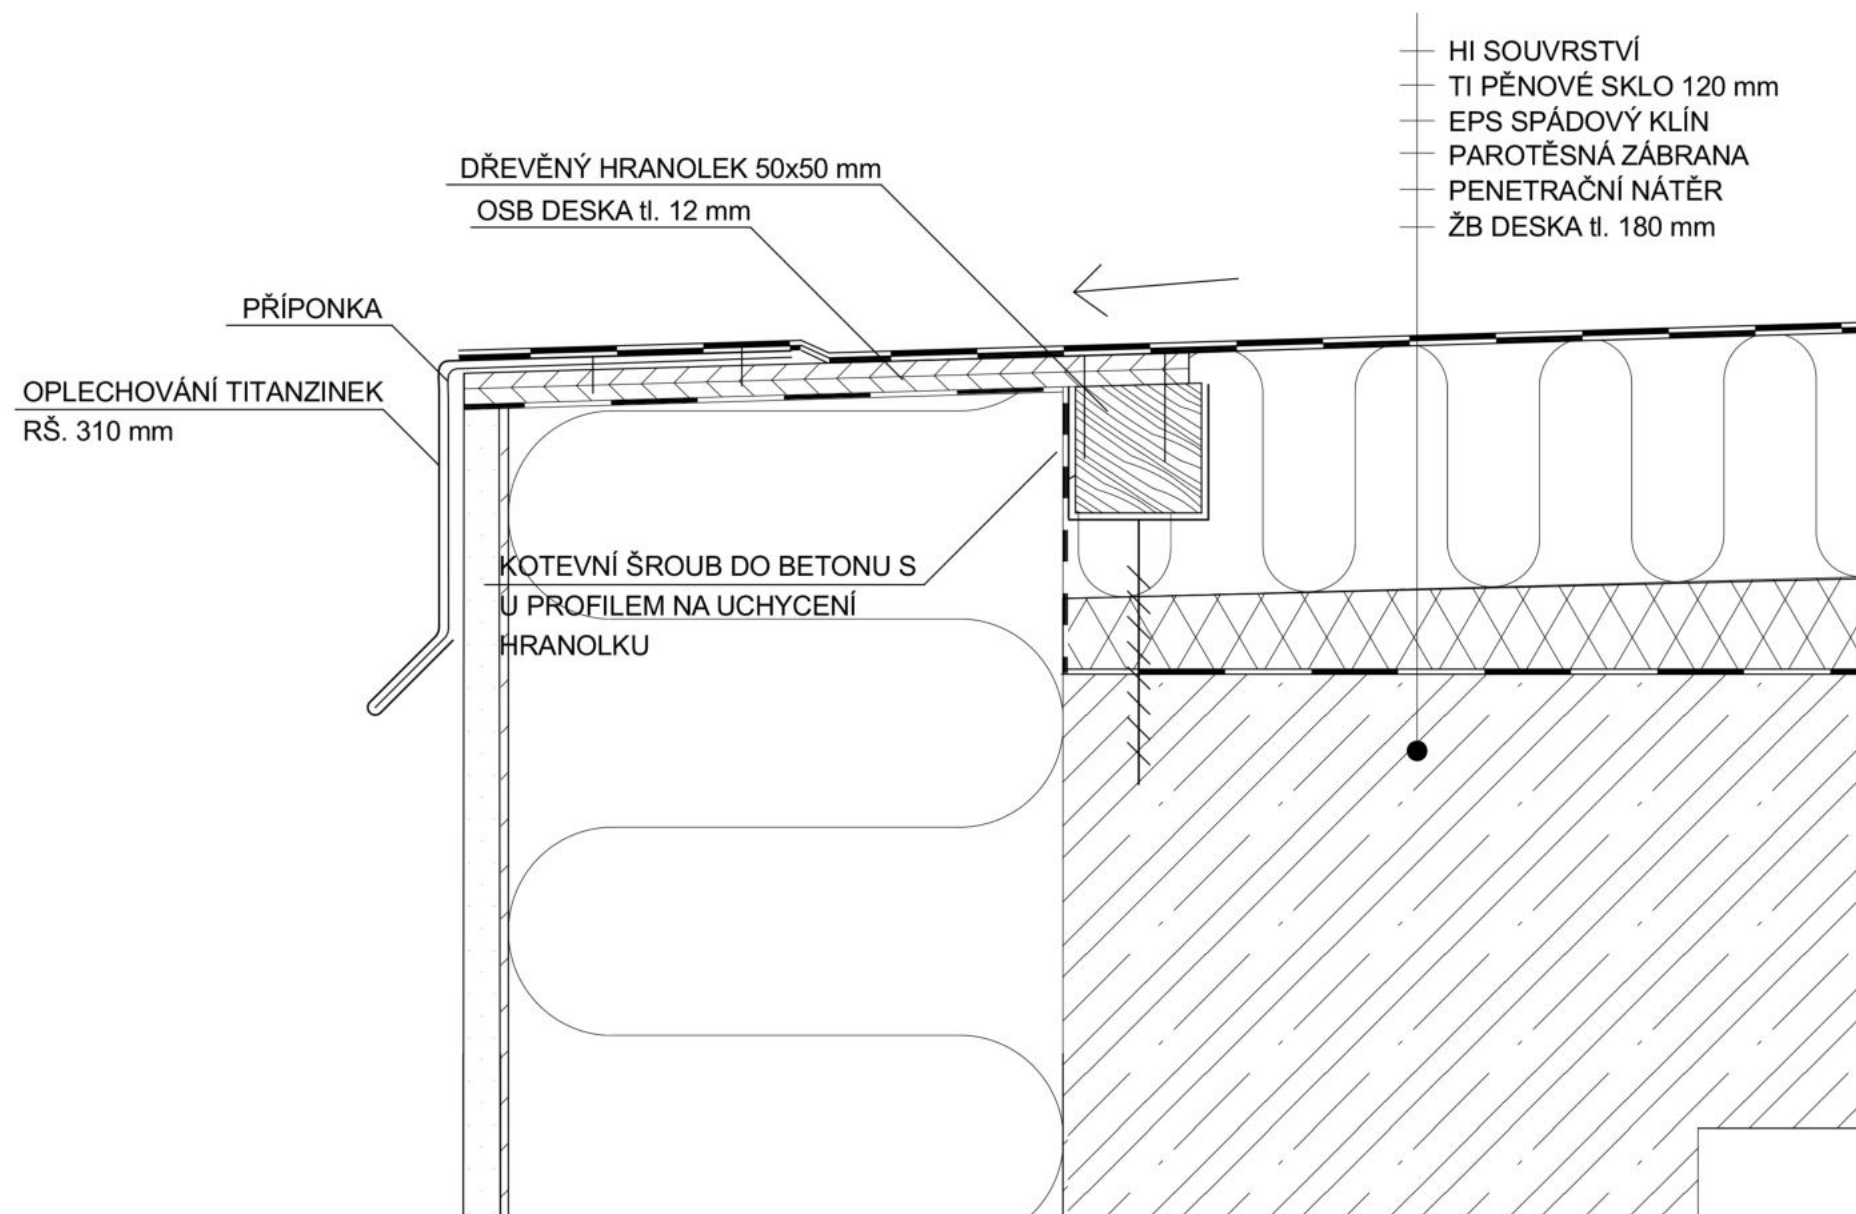 HI SOUVRSTVÍ
TI PĚNOVÉ SKLO 120 mm
EPS SPÁDOVÝ KLÍN
PAROTĚSNÁ ZÁBRANA
PENETRAČNÍ NÁTĚR
ŽB DESKA tl. 180 mm
DŘEVĚNÝ HRANOLEK 50x50 mm
OSB DESKA tl. 12 mm
PŘÍPONKA
OPLECHOVÁNÍ TITANZINEK
RŠ. 310 mm
KOTEVNÍ ŠROUB DO BETONU S
U PROFILEM NA UCHYCENÍ
HRANOLKU